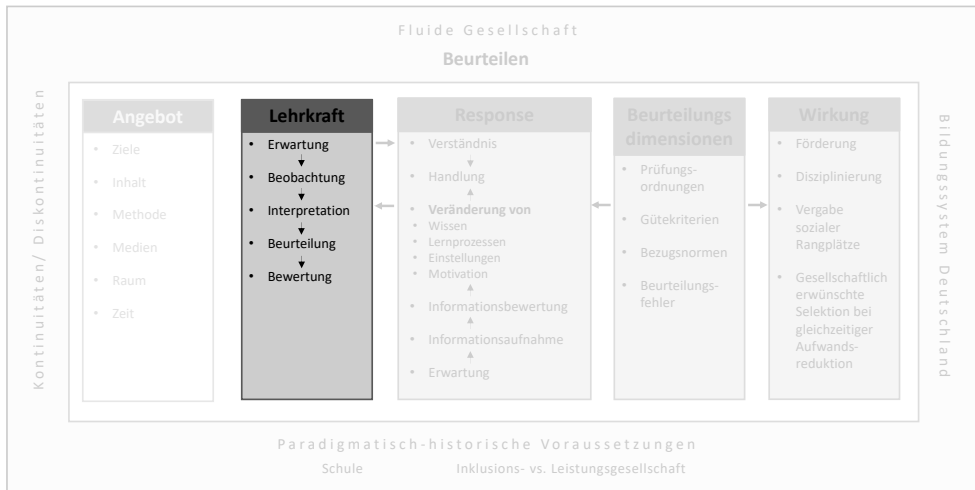 Fluide Gesellschaft
Beurteilen
Kontinuitäten/ Diskontinuitäten
Angebot
• Ziele
• Inhalt
• Methode
• Medien
• Raum
• Zeit
Lehrkraft
• Erwartung
• Beobachtung
• Interpretation
• Beurteilung
• Bewertung
Response
• Verständnis
• Handlung
• Veränderung von
• Wissen
• Lernprozessen
• Einstellungen
• Motivation
• Informationsbewertung
• Informationsaufnahme
• Erwartung
Beurteilungs
dimensionen
• Prüfungs-
ordnungen
• Gütekriterien
• Bezugsnormen
• Beurteilungs-
fehler
Wirkung
• Förderung
• Disziplinierung
• Vergabe
sozialer
Rangplätze
• Gesellschaftlich
erwünschte
Selektion bei
gleichzeitiger
Aufwands-
reduktion
Bildungssystem Deutschland
Paradigmatisch-historische Voraussetzungen
Schule Inklusions- vs. Leistungsgesellschaft